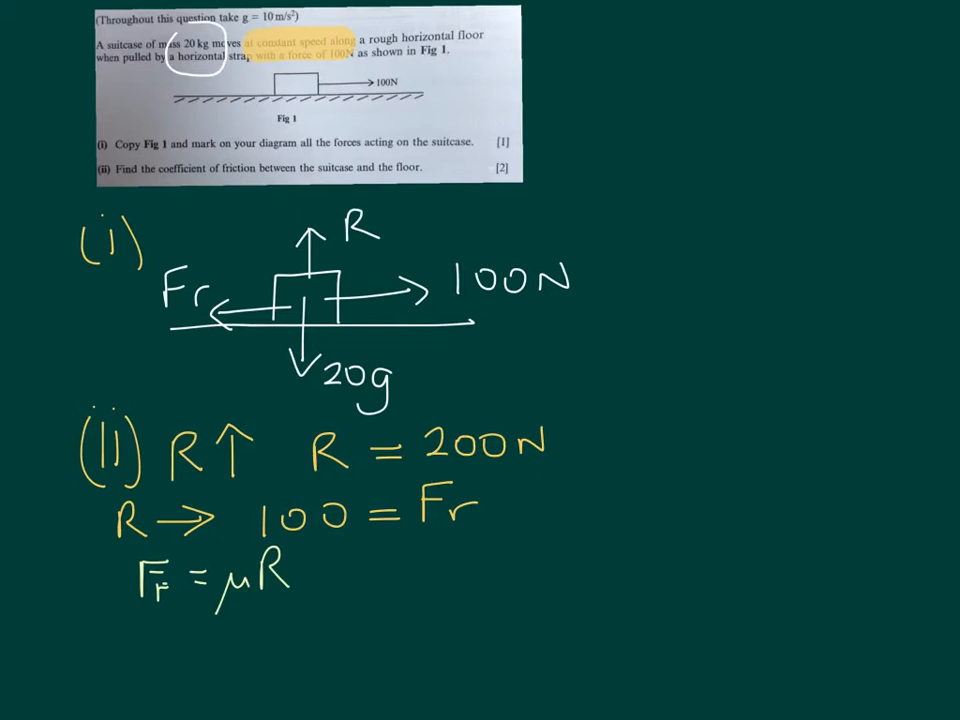 (Throughout this question take g = 10 m/s²)
A suitcase of mass 20 kg moves at constant speed along a rough horizontal floor
when pulled by a horizontal strap with a force of 100N as shown in Fig 1.
100N
Fig 1
(i) Copy Fig 1 and mark on your diagram all the forces acting on the suitcase. [1]
(ii) Find the coefficient of friction between the suitcase and the floor. [2]
(i)
R
Fr
100N
20g
(ii) R↑ R = 200N
R → 100 = Fr
Fr = μR